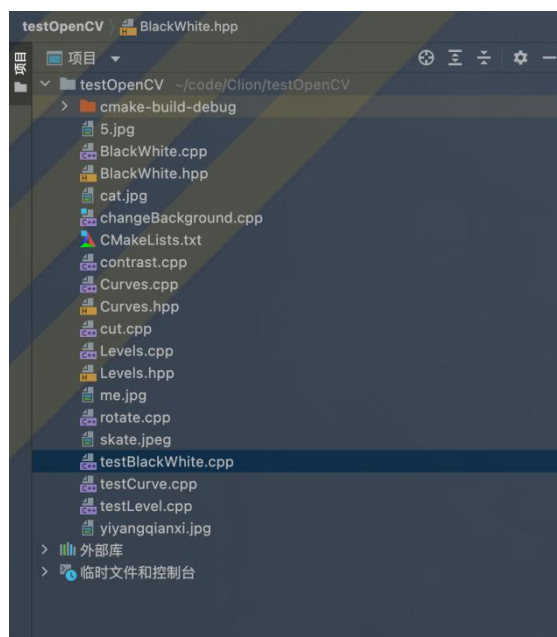 testOpenCV BlackWhite.hpp
项目
项目
testOpenCV ~/code/Clion/testOpenCV
cmake-build-debug
5.jpg
BlackWhite.cpp
BlackWhite.hpp
cat.jpg
changeBackground.cpp
CMakeLists.txt
contrast.cpp
Curves.cpp
Curves.hpp
cut.cpp
Levels.cpp
Levels.hpp
me.jpg
rotate.cpp
skate.jpeg
testBlackWhite.cpp
testCurve.cpp
testLevel.cpp
yiyangqianxi.jpg
外部库
临时文件和控制台